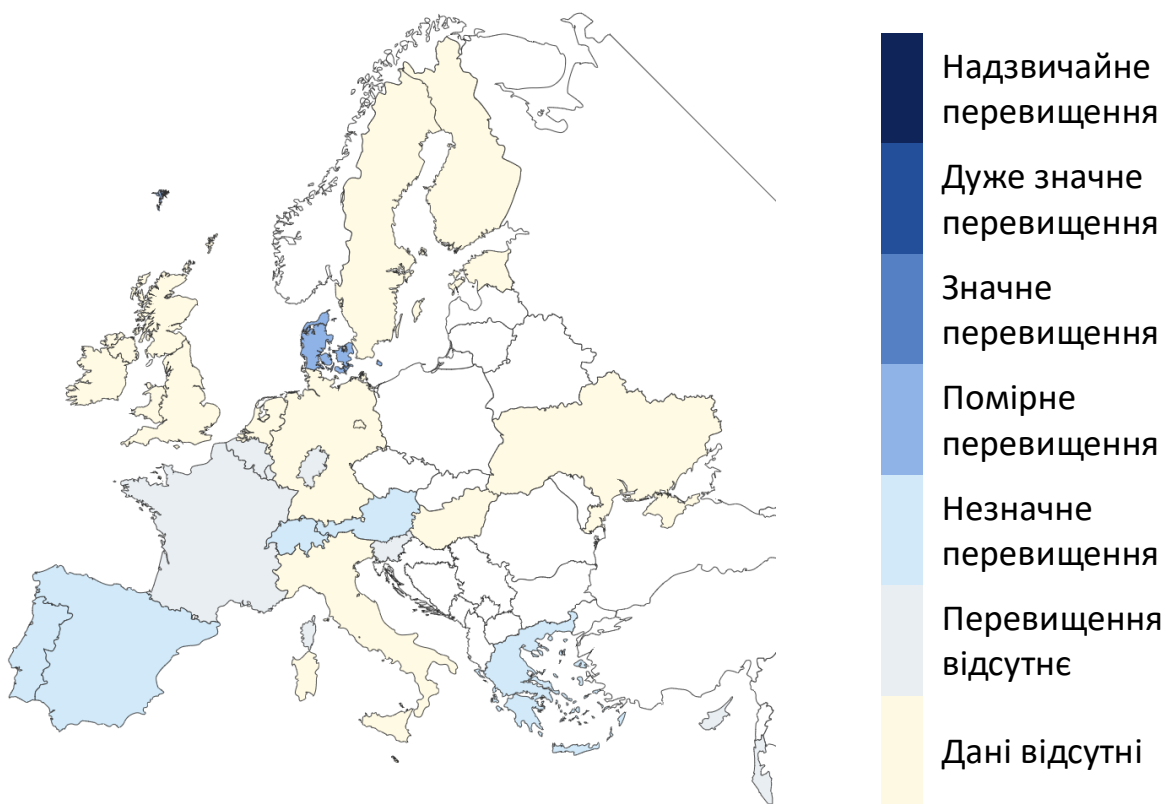 Надзвичайне
перевищення
Дуже значне
перевищення
Значне
перевищення
Помірне
перевищення
Незначне
перевищення
Перевищення
відсутнє
Дані відсутні